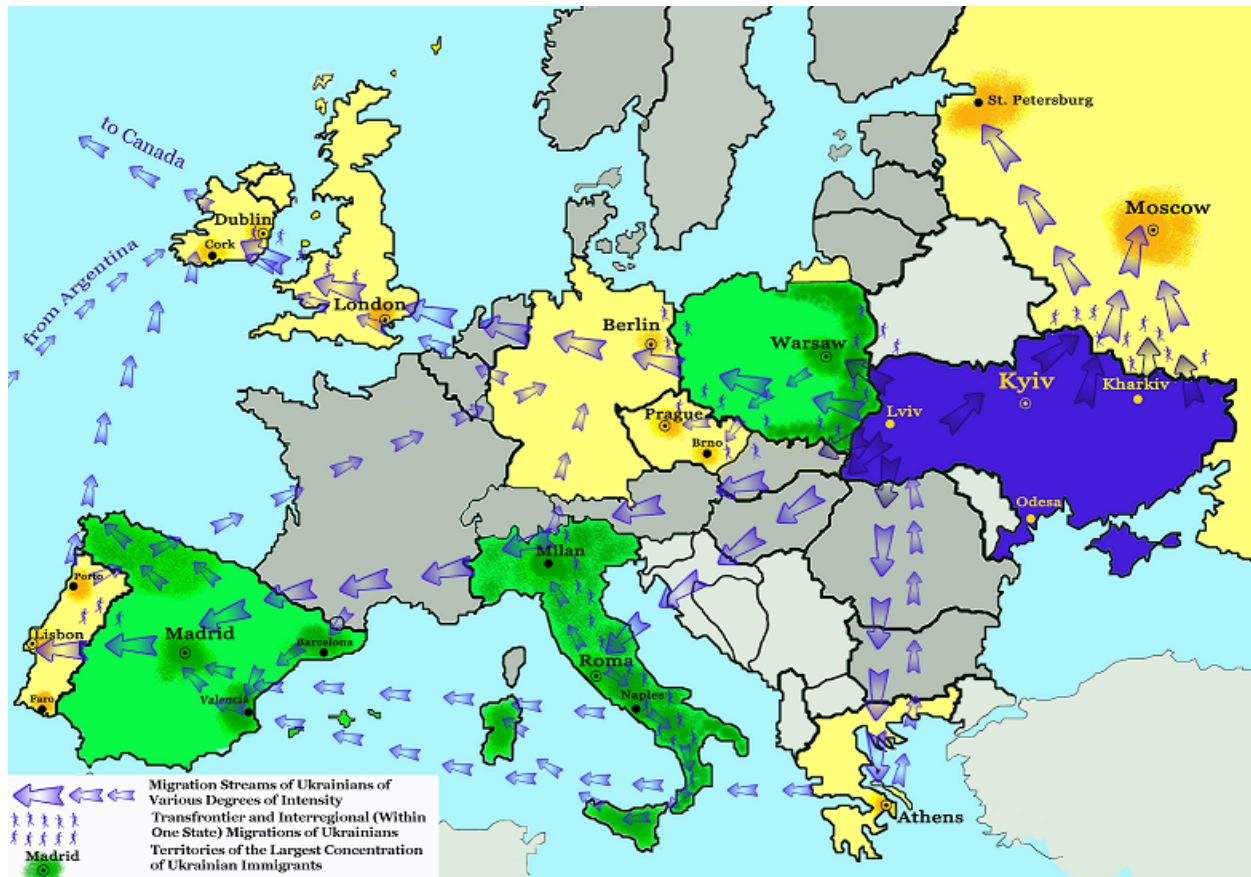 St. Petersburg
to Canada
Moscow
Dublin
Cork
from Argentina
London
Berlin
Warsaw
Kyiv
Kharkiv
Lviv
Prague
Brno
Odesa
Milan
Porto
Lisbon
Madrid
Barcelona
Roma
Faro
Valencia
Naples
Athens
Migration Streams of Ukrainians of
Various Degrees of Intensity
Transfrontier and Interregional (Within
One State) Migrations of Ukrainians
Madrid
Territories of the Largest Concentration
of Ukrainian Immigrants